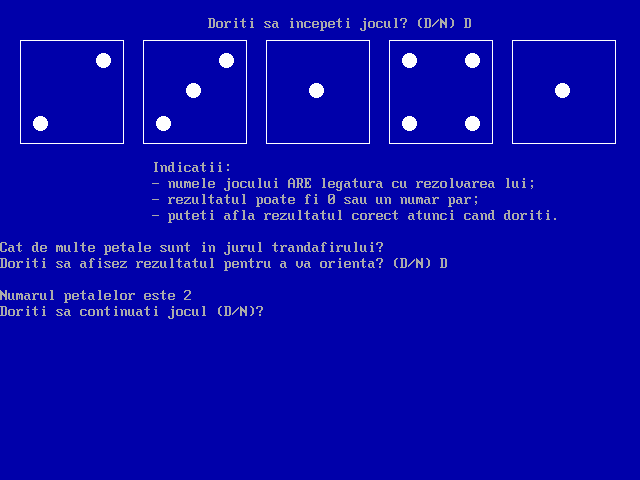 Doriti sa incepeti jocul? (D/N) D
Indicatii:
- numele jocului ARE legatura cu rezolvarea lui;
- rezultatul poate fi 0 sau un numar par;
- puteti afla rezultatul corect atunci cand doriti.
Cat de multe petale sunt in jurul trandafirului?
Doriti sa afisez rezultatul pentru a va orienta? (D/N) D
Numarul petalelor este 2
Doriti sa continuati jocul (D/N)?